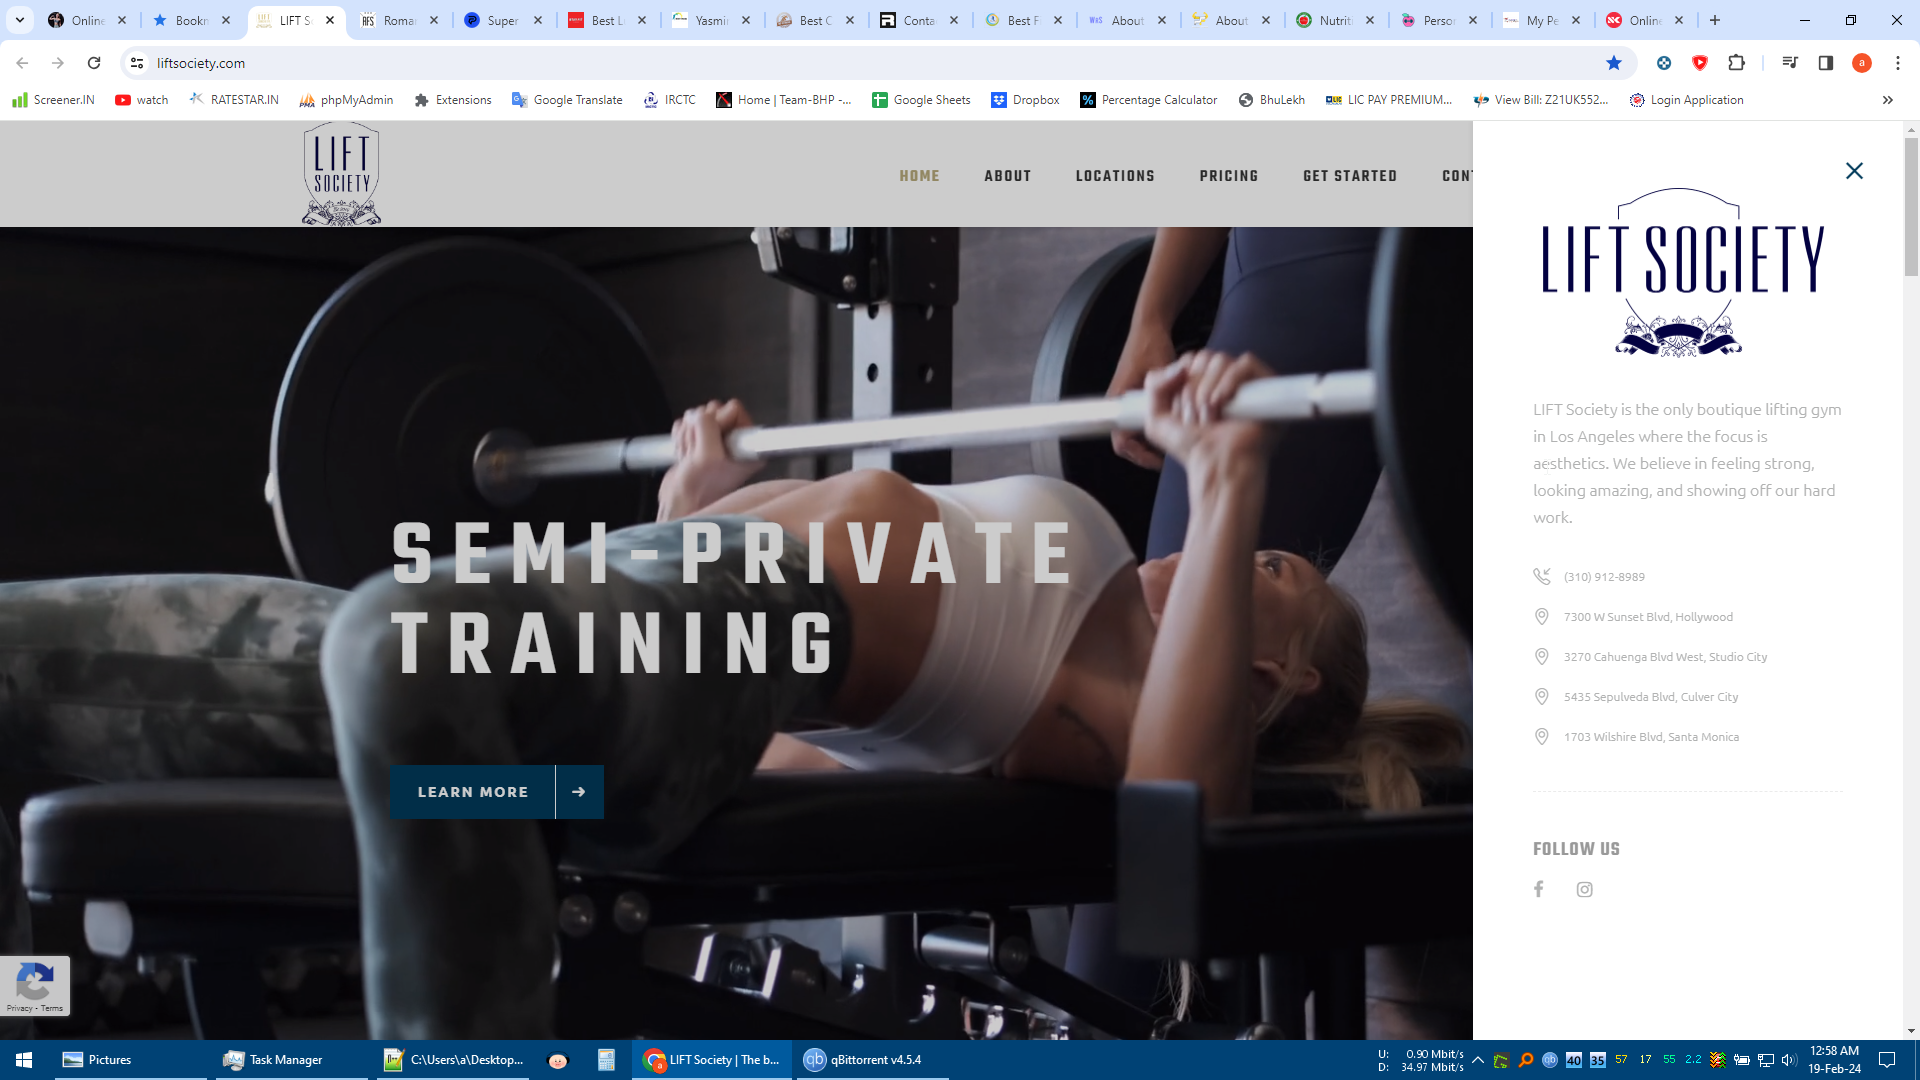 Online
Bookm
LIFT S
Roma
Super
Best L
Yasmi
Best C
Conta
Best F
About
About
Nutrit
Perso
My Pe
Online
liftsociety.com
Screener.IN
watch
RATESTAR.IN
phpMyAdmin
Extensions
Google Translate
IRCTC
Home | Team-BHP -...
Google Sheets
Dropbox
Percentage Calculator
BhuLekh
LIC PAY PREMIUM...
View Bill: Z21UK552...
Login Application
LIFT
SOCIETY
HOME
ABOUT
LOCATIONS
PRICING
GET STARTED
CONT
SEMI-PRIVATE
TRAINING
LEARN MORE
LIFT SOCIETY
LIFT Society is the only boutique lifting gym
in Los Angeles where the focus is
aesthetics. We believe in feeling strong,
looking amazing, and showing off our hard
work.
(310) 912-8989
7300 W Sunset Blvd, Hollywood
3270 Cahuenga Blvd West, Studio City
5435 Sepulveda Blvd, Culver City
1703 Wilshire Blvd, Santa Monica
FOLLOW US
Privacy - Terms
Pictures
Task Manager
C:\Users\a\Desktop...
LIFT Society | The b...
qBittorrent v4.5.4
U: 0.90 Mbit/s
D: 34.97 Mbit/s
40
35
57
17
55
2.2
12:58 AM
19-Feb-24